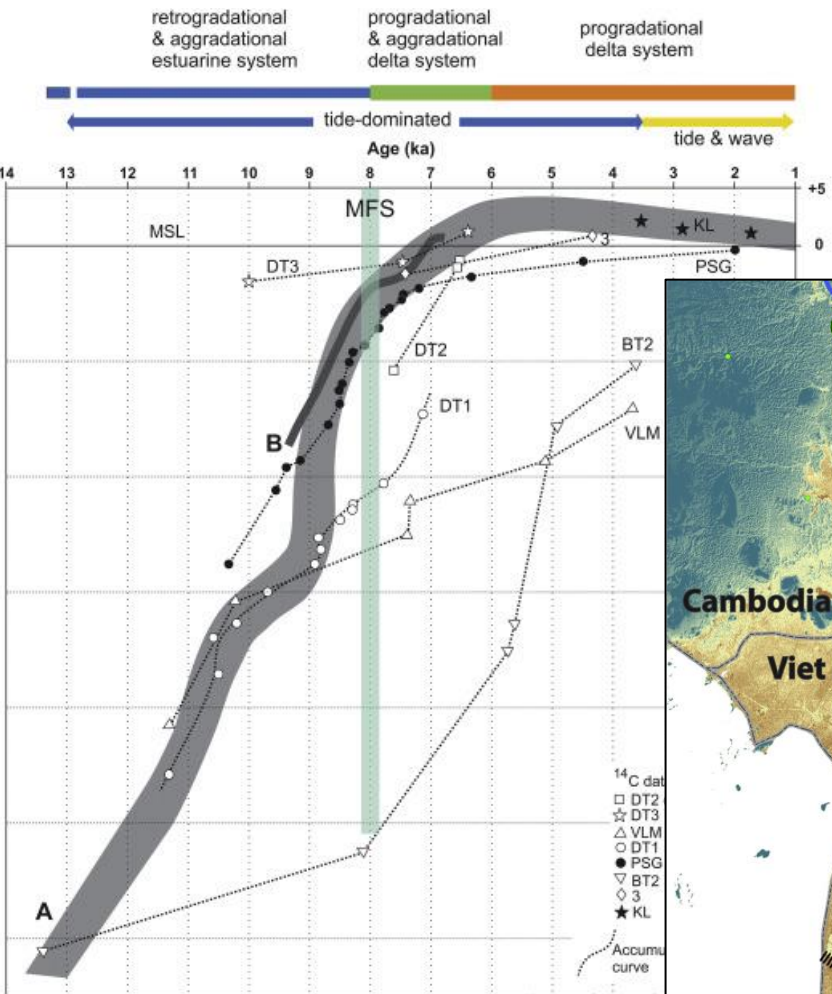 retrogradational
& aggradational
estuarine system
progradational
& aggradational
delta system
progradational
delta system
tide-dominated
tide & wave
Age (ka)
14 13 12 11 10 9 8 7 6 5 4 3 2 1
+5
MFS
MSL
KL
0
3
DT3
PSG
DT2
BT2
DT1
VLM
B
Cambodia
Viet
A
14C dat
DT2
DT3
VLM
DT1
PSG
BT2
3
KL
Accumu
curve